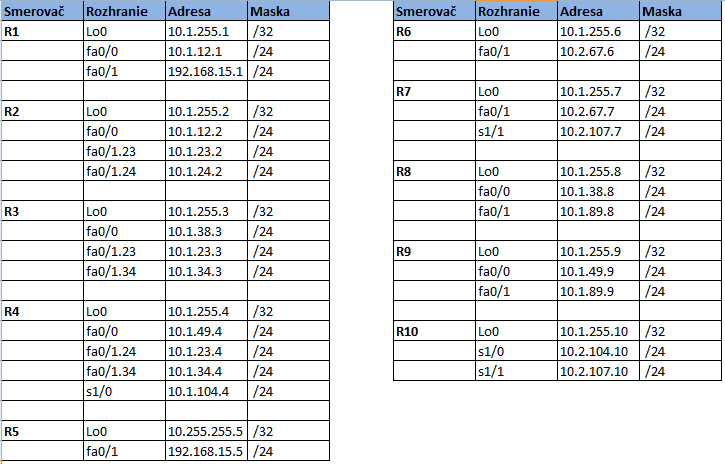 Smerovač Rozhranie Adresa Maska
R1 Lo0 10.1.255.1 /32
fa0/0 10.1.12.1 /24
fa0/1 192.168.15.1 /24
R2 Lo0 10.1.255.2 /32
fa0/0 10.1.12.2 /24
fa0/1.23 10.1.23.2 /24
fa0/1.24 10.1.24.2 /24
R3 Lo0 10.1.255.3 /32
fa0/0 10.1.38.3 /24
fa0/1.23 10.1.23.3 /24
fa0/1.34 10.1.34.3 /24
R4 Lo0 10.1.255.4 /32
fa0/0 10.1.49.4 /24
fa0/1.24 10.1.23.4 /24
fa0/1.34 10.1.34.4 /24
s1/0 10.1.104.4 /24
R5 Lo0 10.255.255.5 /32
fa0/1 192.168.15.5 /24
Smerovač Rozhranie Adresa Maska
R6 Lo0 10.1.255.6 /32
fa0/1 10.2.67.6 /24
R7 Lo0 10.1.255.7 /32
fa0/1 10.2.67.7 /24
s1/1 10.2.107.7 /24
R8 Lo0 10.1.255.8 /32
fa0/0 10.1.38.8 /24
fa0/1 10.1.89.8 /24
R9 Lo0 10.1.255.9 /32
fa0/0 10.1.49.9 /24
fa0/1 10.1.89.9 /24
R10 Lo0 10.1.255.10 /32
s1/0 10.2.104.10 /24
s1/1 10.2.107.10 /24